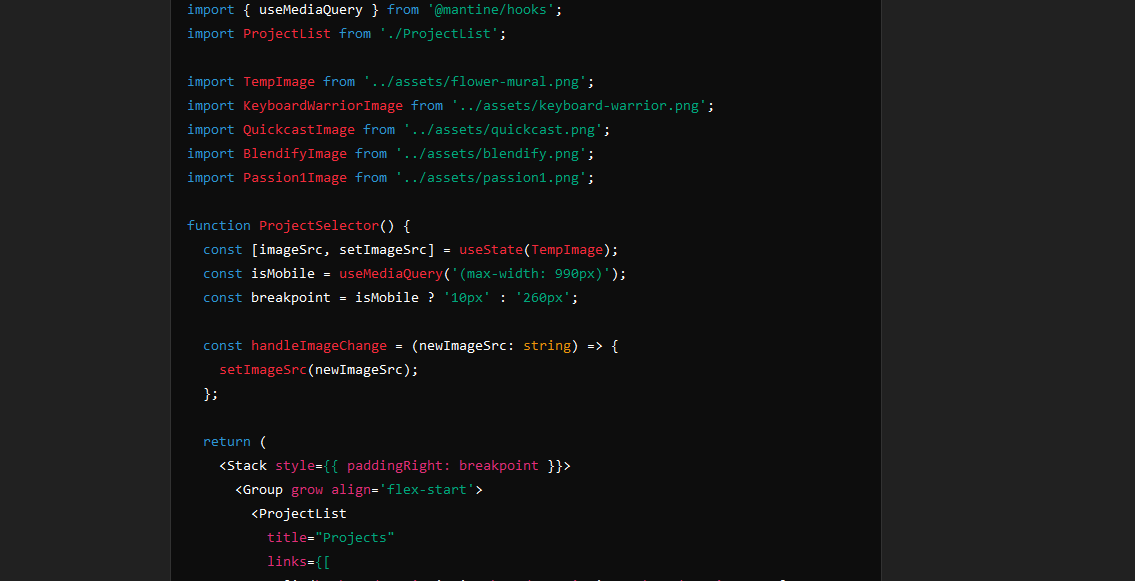 import { useMediaQuery } from '@mantine/hooks';
import ProjectList from './ProjectList';
import TempImage from '../assets/flower-mural.png';
import KeyboardWarriorImage from '../assets/keyboard-warrior.png';
import QuickcastImage from '../assets/quickcast.png';
import BlendifyImage from '../assets/blendify.png';
import Passion1Image from '../assets/passion1.png';
function ProjectSelector() {
const [imageSrc, setImageSrc] = useState(TempImage);
const isMobile = useMediaQuery('(max-width: 990px)');
const breakpoint = isMobile ? '10px' : '260px';
const handleImageChange = (newImageSrc: string) => {
setImageSrc(newImageSrc);
};
return (
<Stack style={{ paddingRight: breakpoint }}>
<Group grow align='flex-start'>
<ProjectList
title="Projects"
links={[